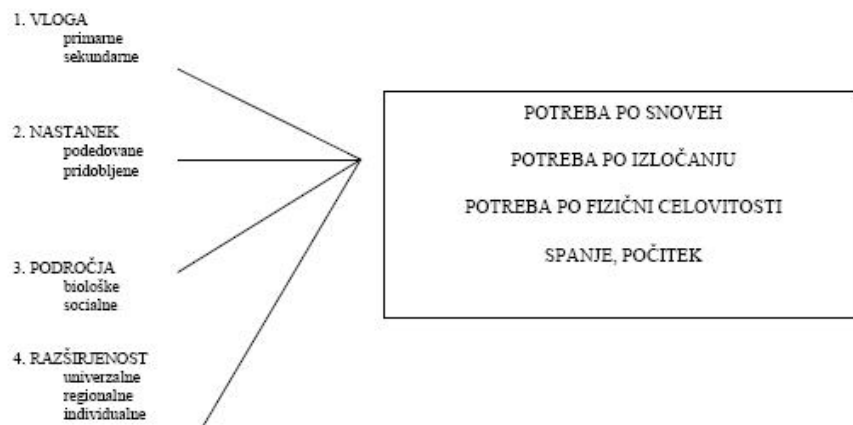 1. VLOGA
primarne
sekundarne
2. NASTANEK
podedovane
pridobljene
3. PODROČJA
biološke
socialne
4. RAZŠIRJENOST
univerzalne
regionalne
individualne
POTREBA PO SNOVEH
POTREBA PO IZLOČANJU
POTREBA PO FIZIČNI CELOVITOSTI
SPANJE, POČITEK